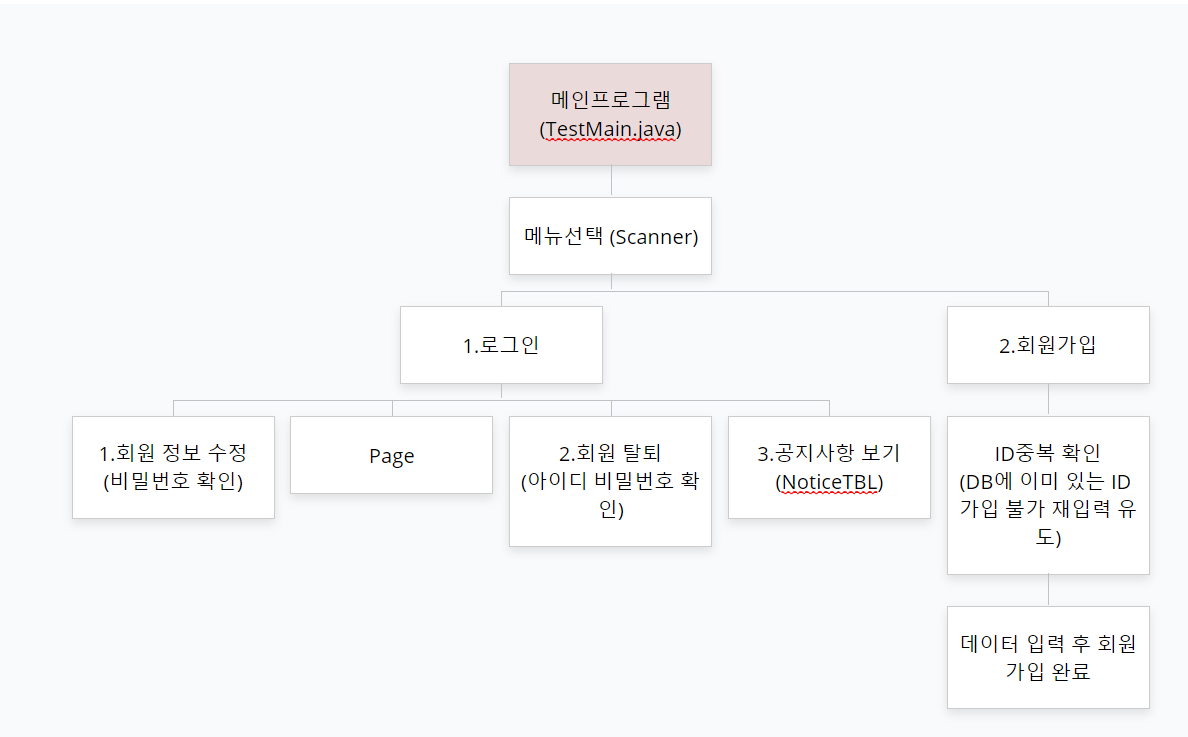 메인프로그램
(TestMain.java)
메뉴선택 (Scanner)
1.로그인
2.회원가입
1.회원 정보 수정
(비밀번호 확인)
Page
2.회원 탈퇴
(아이디 비밀번호 확
인)
3.공지사항 보기
(NoticeTBL)
ID중복 확인
(DB에 이미 있는 ID
가입 불가 재입력 유
도)
데이터 입력 후 회원
가입 완료